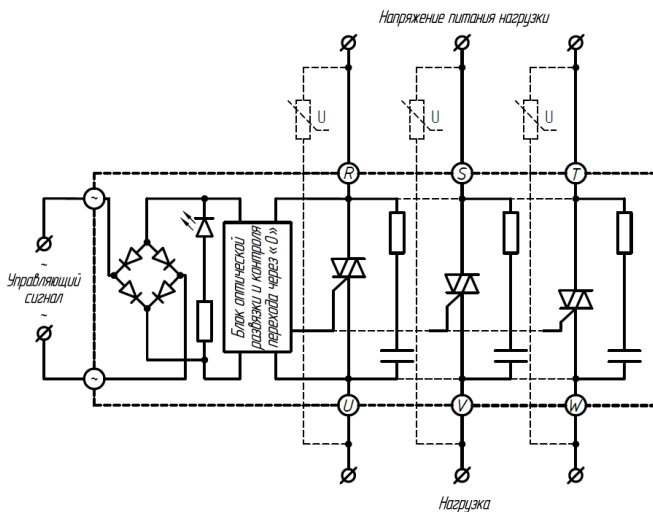 Напряжение питания нагрузки
U U U
R S T
~
~
Управляющий
сигнал
~
Блок оптической
развязки и контроля
перехода через «0»
~
U V W
Нагрузка